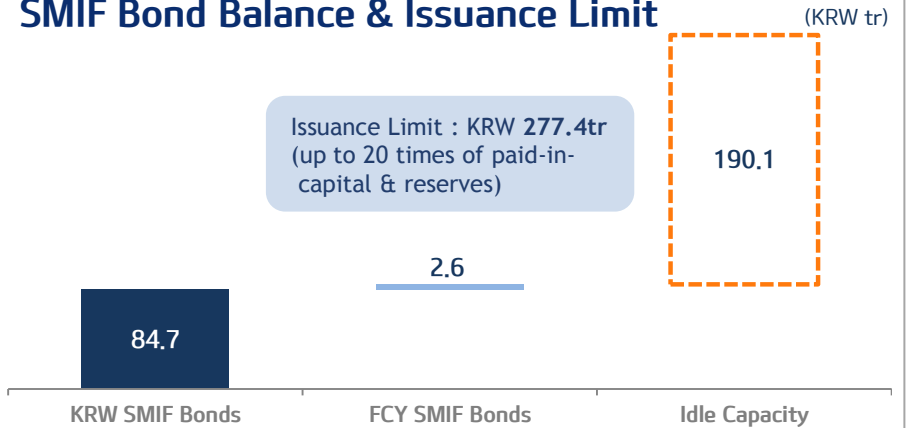 SMIF Bond Balance & Issuance Limit
(KRW tr)
Issuance Limit : KRW 277.4tr
(up to 20 times of paid-in-
capital & reserves)
190.1
2.6
84.7
KRW SMIF Bonds
FCY SMIF Bonds
Idle Capacity